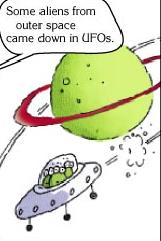 Some aliens from
outer space
came down in UFOs.